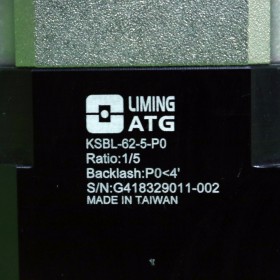 LIMING
ATG
KSBL-62-5-P0
Ratio:1/5
Backlash:P0<4'
S/N:G418329011-002
MADE IN TAIWAN